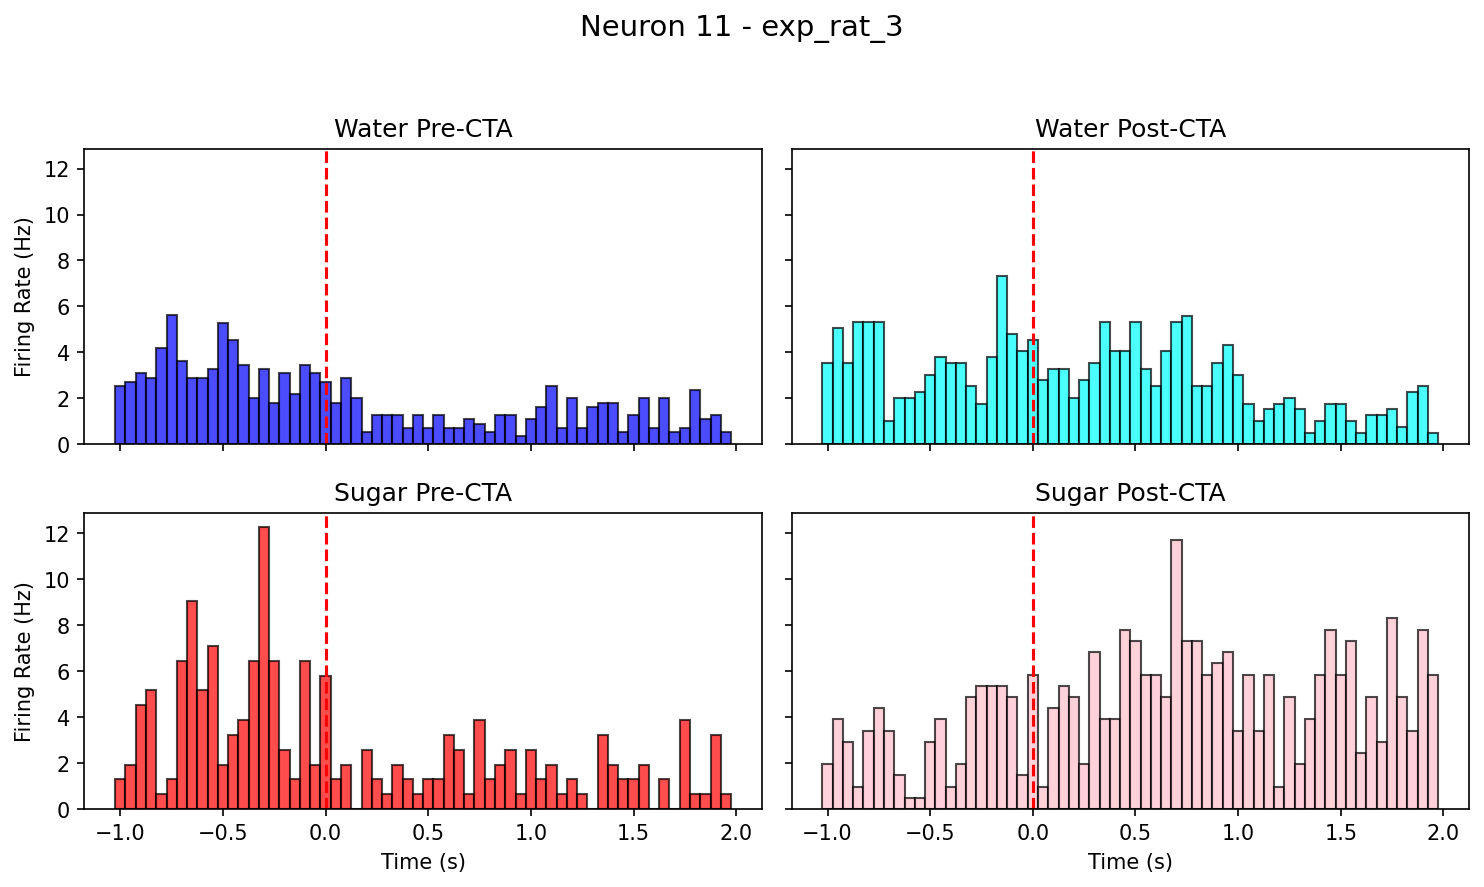 Neuron 11 - exp_rat_3
Water Pre-CTA
Water Post-CTA
Firing Rate (Hz)
12
10
8
6
4
2
0
Sugar Pre-CTA
Sugar Post-CTA
Firing Rate (Hz)
12
10
8
6
4
2
0
−1.0 −0.5 0.0 0.5 1.0 1.5 2.0
−1.0 −0.5 0.0 0.5 1.0 1.5 2.0
Time (s)
Time (s)